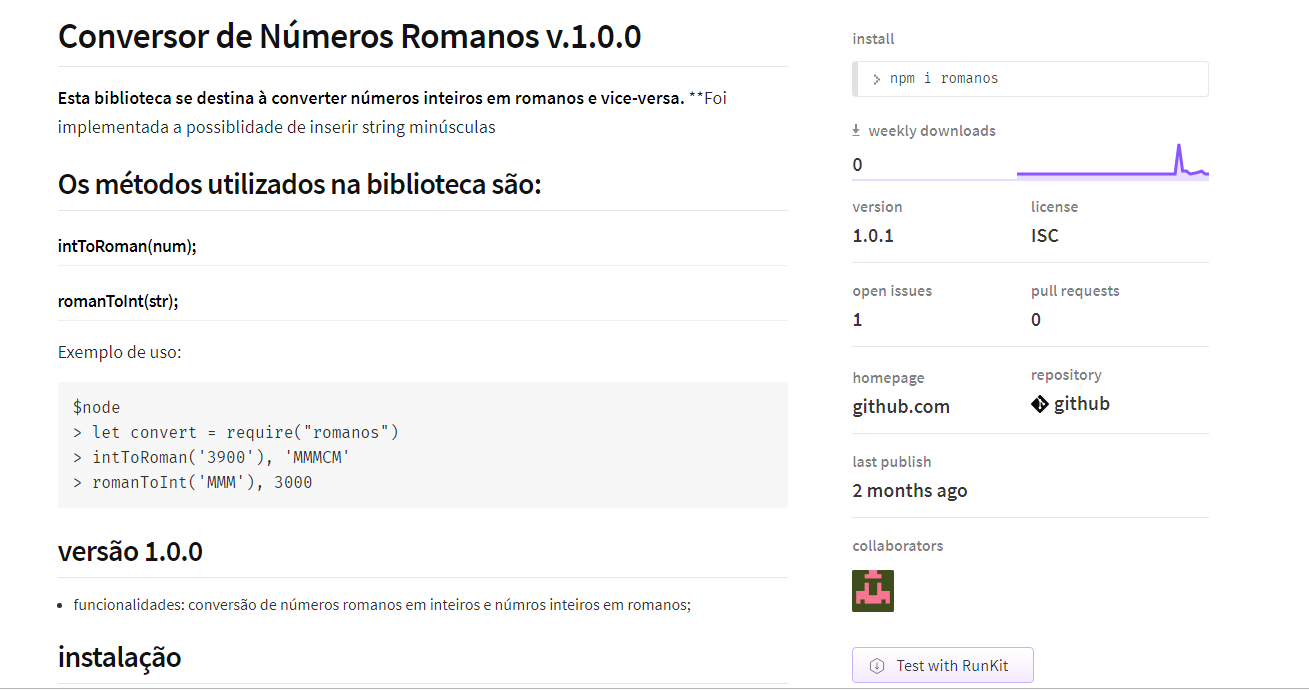 Conversor de Números Romanos v.1.0.0
Esta biblioteca se destina à converter números inteiros em romanos e vice-versa. **Foi
implementada a possiblidade de inserir string minúsculas
Os métodos utilizados na biblioteca são:
intToRoman(num);
romanToInt(str);
Exemplo de uso:
$node
> let convert = require("romanos")
> intToRoman('3900'), 'MMMCM'
> romanToInt('MMM'), 3000
versão 1.0.0
• funcionalidades: conversão de números romanos em inteiros e númros inteiros em romanos;
instalação
install
> npm i romanos
weekly downloads
0
version
license
1.0.1
ISC
open issues
pull requests
1
0
homepage
repository
github.com
github
last publish
2 months ago
collaborators
Test with RunKit